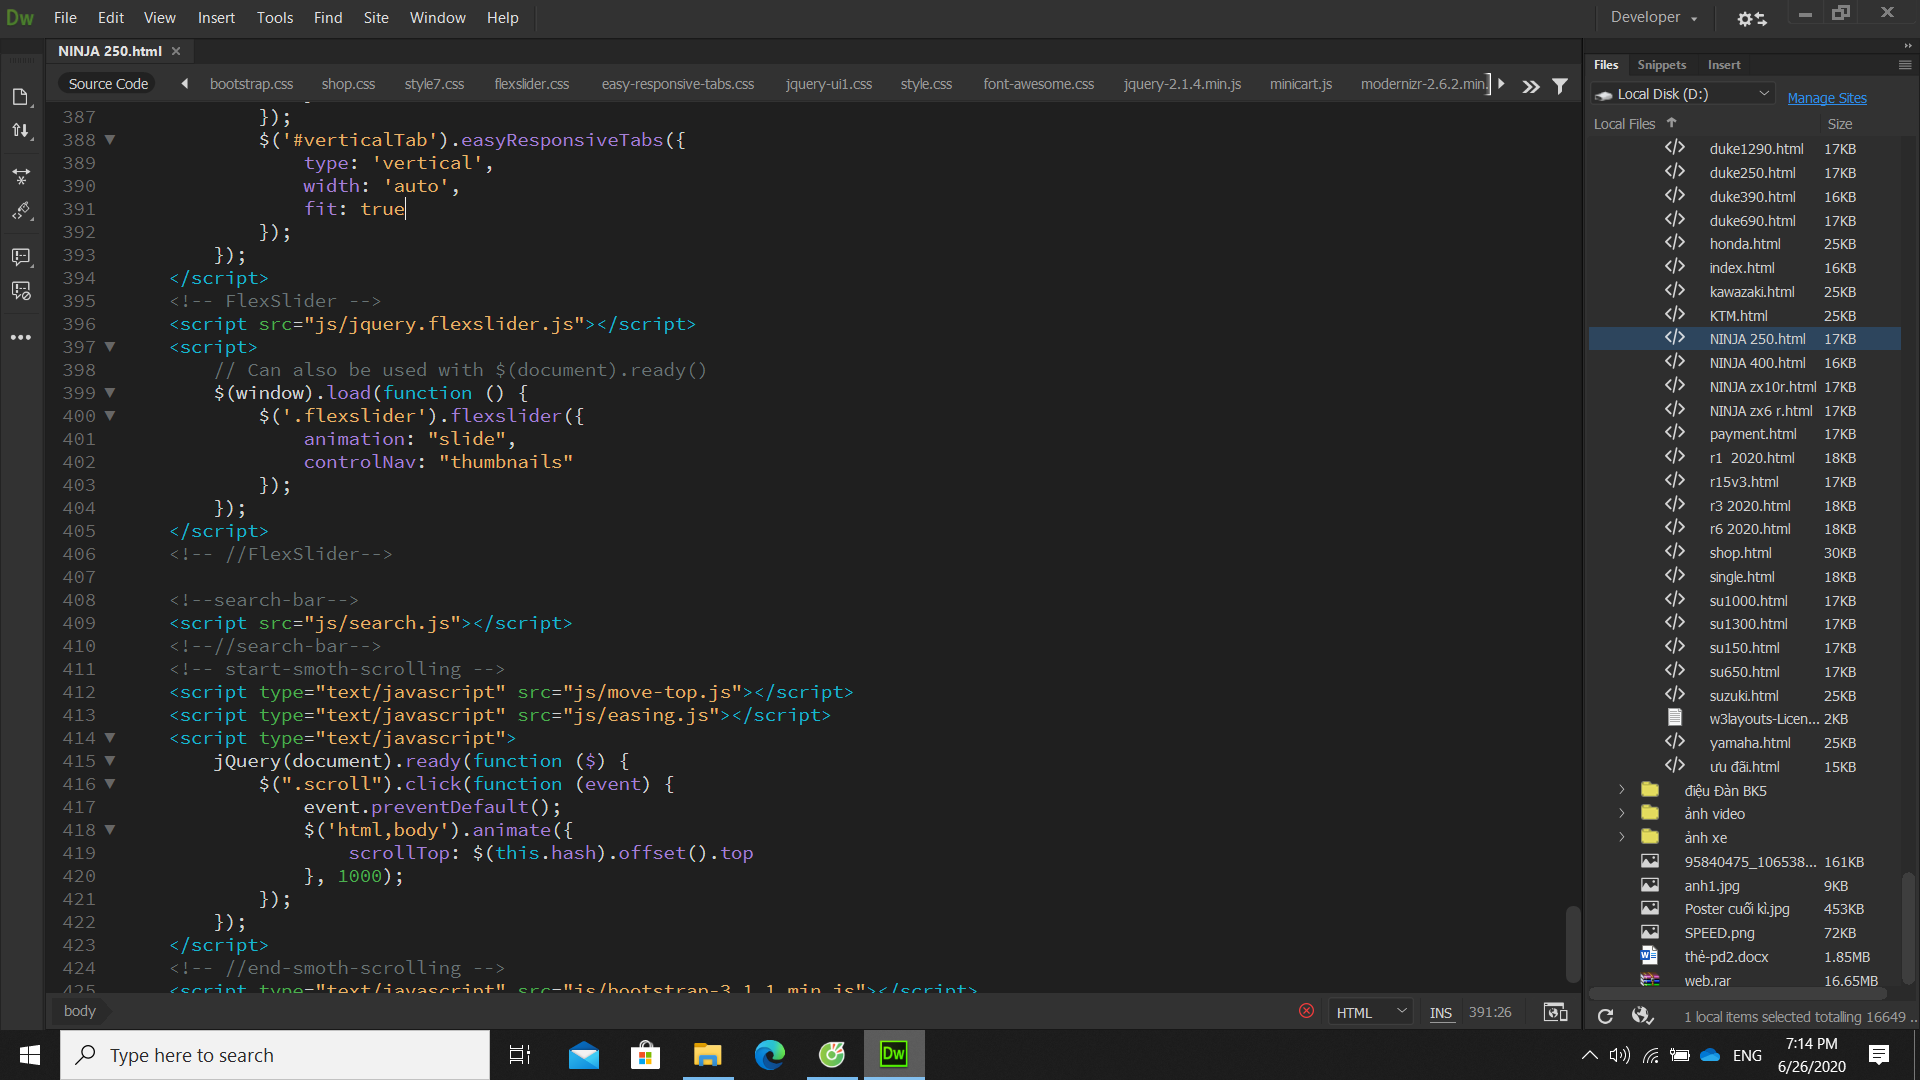 Dw File Edit View Insert Tools Find Site Window Help Developer
NINJA 250.html
Source Code bootstrap.css shop.css style7.css flexslider.css easy-responsive-tabs.css jquery-ui1.css style.css font-awesome.css jquery-2.1.4.min.js minicart.js modernizr-2.6.2.min.
387 });
388 $('#verticalTab').easyResponsiveTabs({
389 type: 'vertical',
390 width: 'auto',
391 fit: true
392 });
393 });
394 </script>
395 <!-- FlexSlider -->
396 <script src="js/jquery.flexslider.js"></script>
397 <script>
398 // Can also be used with $(document).ready()
399 $(window).load(function () {
400 $('.flexslider').flexslider({
401 animation: "slide",
402 controlNav: "thumbnails"
403 });
404 });
405 </script>
406 <!-- //FlexSlider-->
407
408 <!--search-bar-->
409 <script src="js/search.js"></script>
410 <!--//search-bar-->
411 <!-- start-smoth-scrolling -->
412 <script type="text/javascript" src="js/move-top.js"></script>
413 <script type="text/javascript" src="js/easing.js"></script>
414 <script type="text/javascript">
415 jQuery(document).ready(function ($) {
416 $(".scroll").click(function (event) {
417 event.preventDefault();
418 $('html,body').animate({
419 scrollTop: $(this.hash).offset().top
420 }, 1000);
421 });
422 });
423 </script>
424 <!-- //end-smoth-scrolling -->
425 <script type="text/javascript" src="js/bootstrap-3.1.1.min.js"></script>
body HTML INS 391:26
Files Snippets Insert
Local Disk (D:) Manage Sites
Local Files Size
duke1290.html 17KB
duke250.html 17KB
duke390.html 16KB
duke690.html 17KB
honda.html 25KB
index.html 16KB
kawazaki.html 25KB
KTM.html 25KB
NINJA 250.html 17KB
NINJA 400.html 16KB
NINJA zx10r.html 17KB
NINJA zx6 r.html 17KB
payment.html 17KB
r1 2020.html 18KB
r15v3.html 17KB
r3 2020.html 18KB
r6 2020.html 18KB
shop.html 30KB
single.html 18KB
su1000.html 17KB
su1300.html 17KB
su150.html 17KB
su650.html 17KB
suzuki.html 25KB
w3layouts-Licen... 2KB
yamaha.html 25KB
ưu đãi.html 15KB
điệu Đàn BK5
ảnh video
ảnh xe
95840475_106538... 161KB
anh1.jpg 9KB
Poster cuối kì.jpg 453KB
SPEED.png 72KB
thẻ-pd2.docx 1.85MB
web.rar 16.65MB
1 local items selected totalling 16649 ..
Type here to search Dw ENG 7:14 PM
6/26/2020